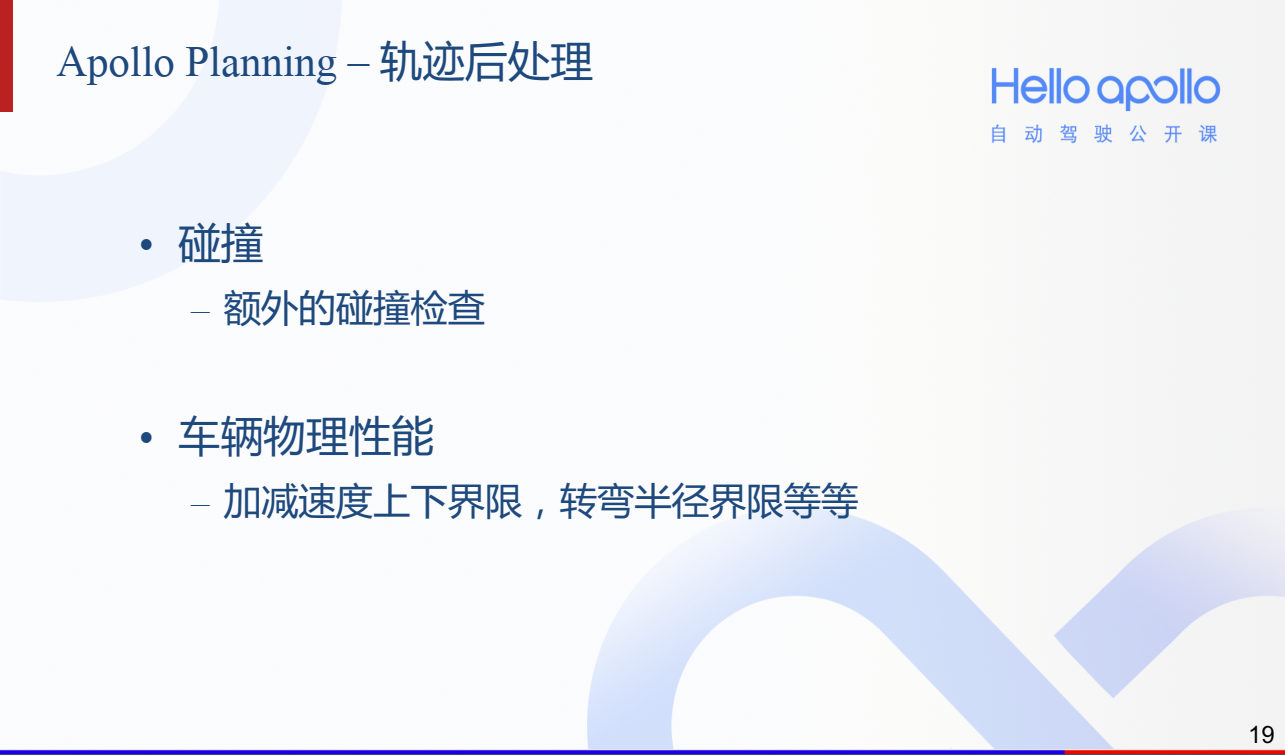 Apollo Planning – 轨迹后处理
Hello apollo
自动驾驶公开课
• 碰撞
– 额外的碰撞检查
• 车辆物理性能
– 加减速度上下界限，转弯半径界限等等
19